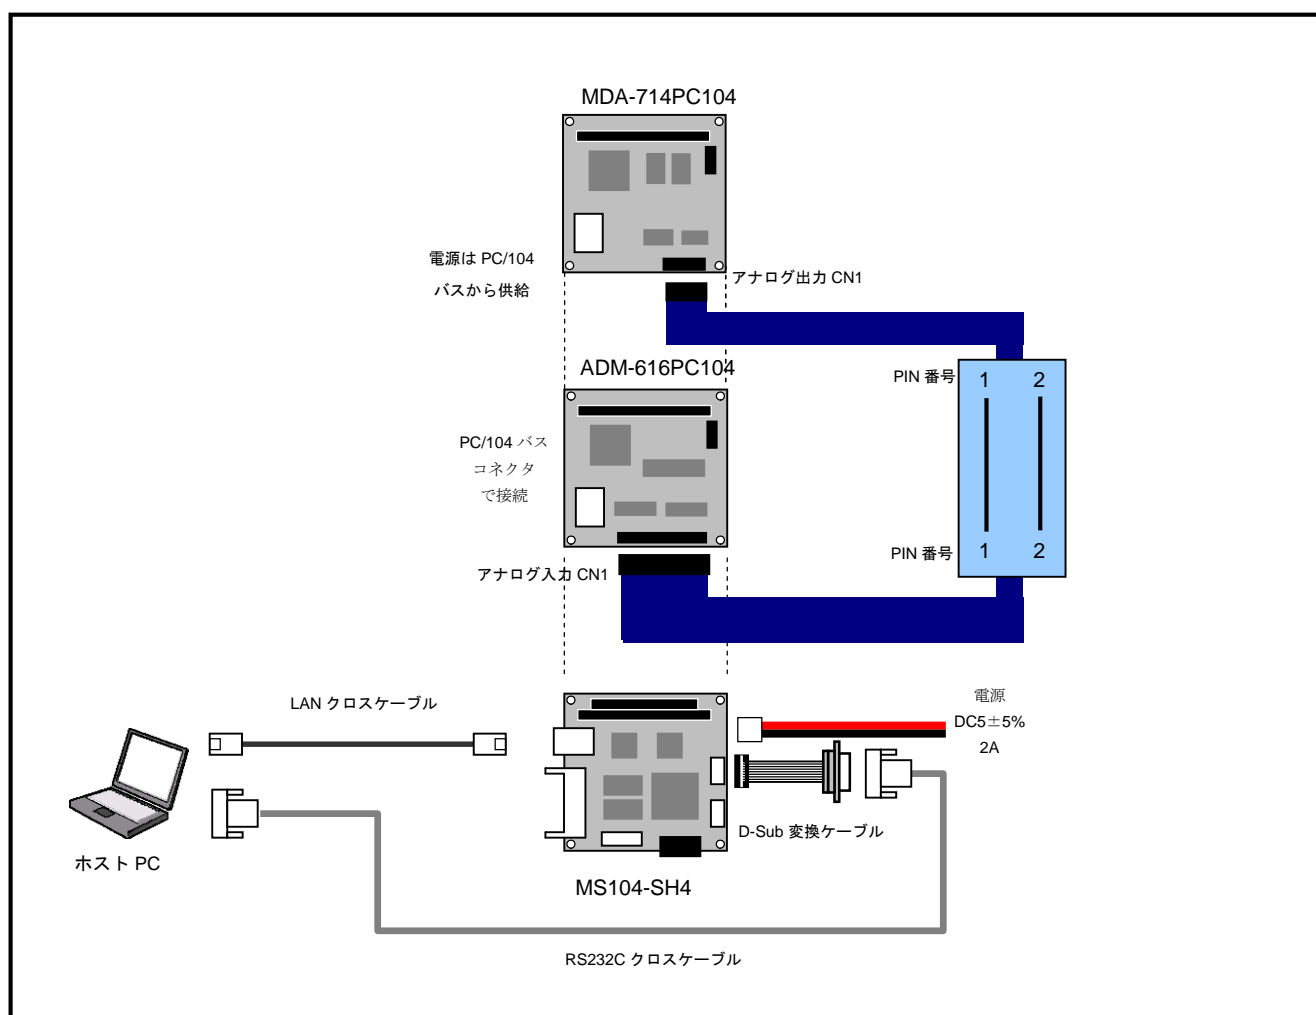 MDA-714PC104
電源は PC/104
バスから供給
アナログ出力 CN1
ADM-616PC104
PIN 番号
1 2
PC/104 バス
コネクタ
で接続
PIN 番号
1 2
アナログ入力 CN1
LAN クロスケーブル
電源
DC5±5%
2A
D-Sub 変換ケーブル
ホスト PC
MS104-SH4
RS232C クロスケーブル